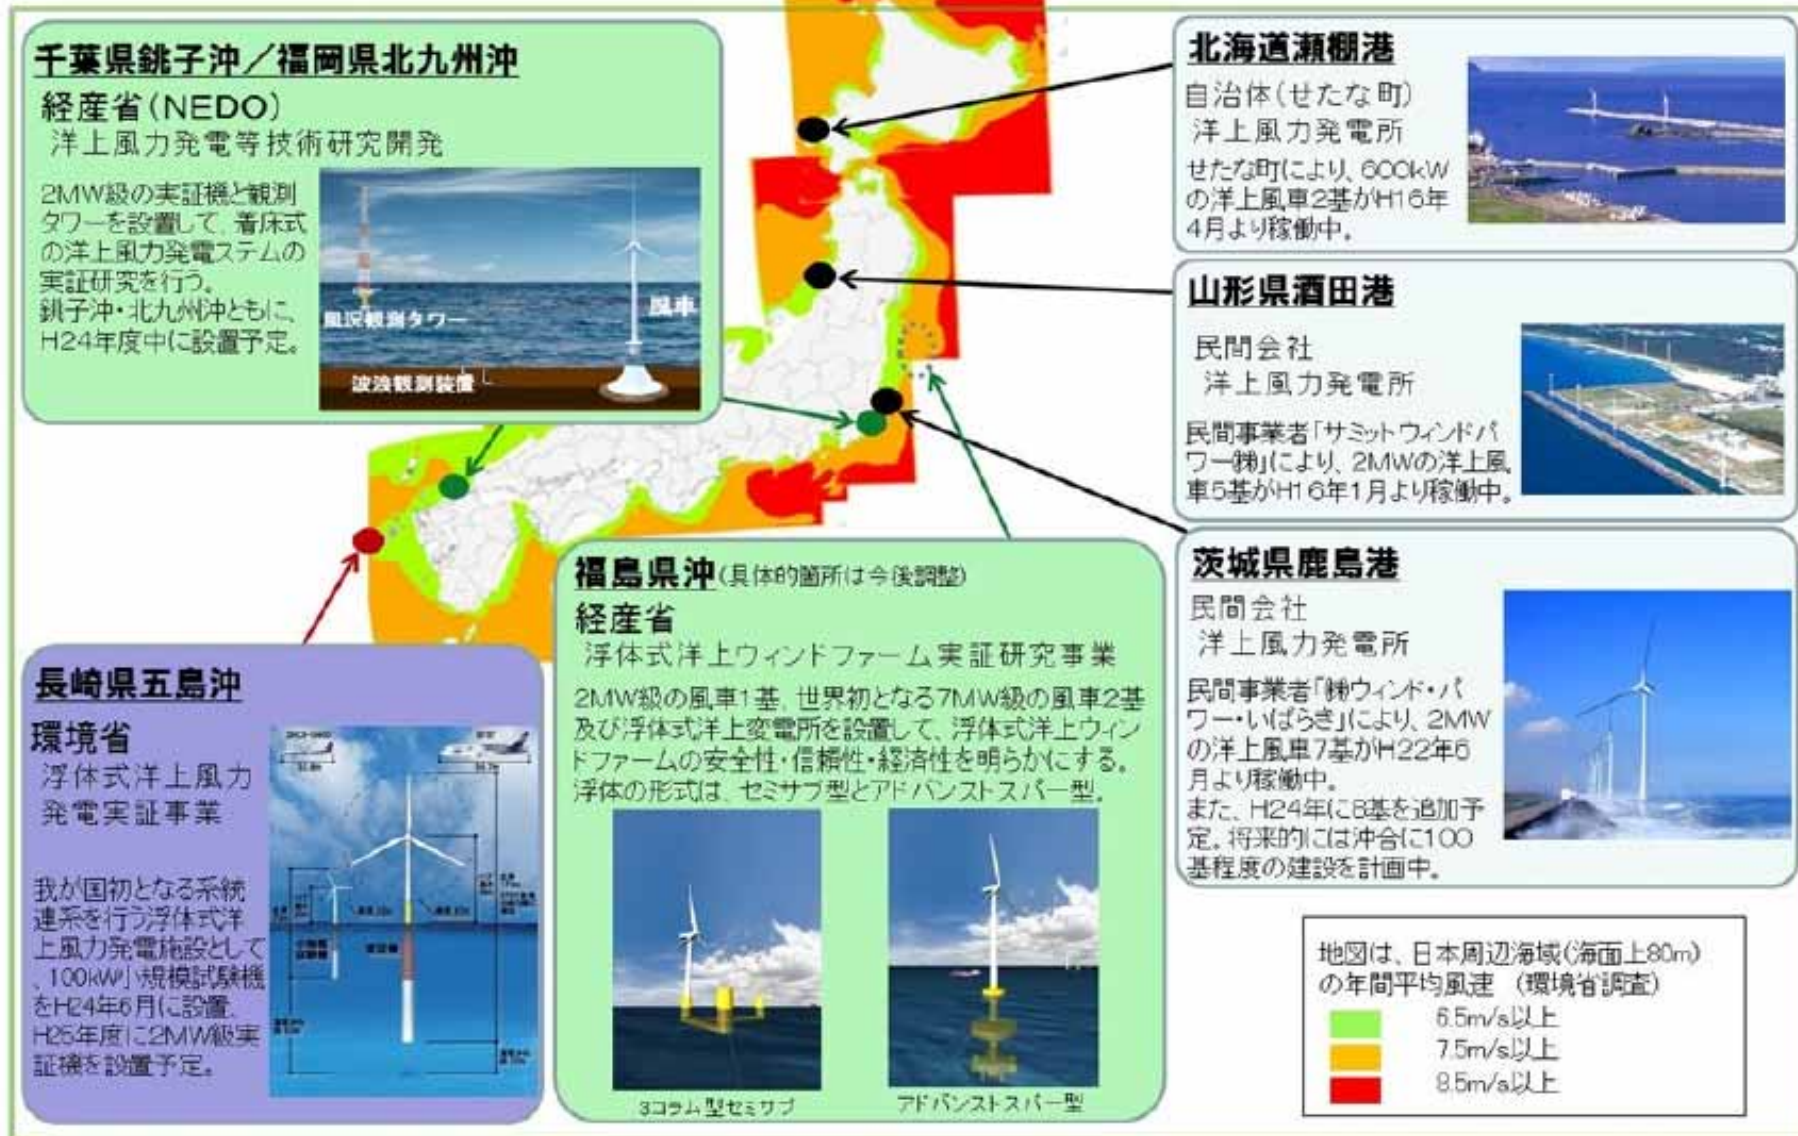 千葉県銚子沖／福岡県北九州沖
経産省(NEDO)
洋上風力発電等技術研究開発
2MW級の実証機と観測
タワーを設置して、着床式
の洋上風力発電ステムの
実証研究を行う。
銚子沖・北九州沖ともに、
H24年度中に設置予定。
風況観測タワー
風車
波浪観測装置
北海道瀬棚港
自治体(せたな町)
洋上風力発電所
せたな町により、600kW
の洋上風車2基がH16年
4月より稼働中。
山形県酒田港
民間会社
洋上風力発電所
民間事業者「サミットウィンドパ
ワー㈱」により、2MWの洋上風
車5基がH16年1月より稼働中。
茨城県鹿島港
民間会社
洋上風力発電所
民間事業者「㈱ウィンド・パ
ワー・いばらき」により、2MW
の洋上風車7基がH22年6
月より稼働中。
また、H24年に8基を追加予
定。将来的には沖合に100
基程度の建設を計画中。
福島県沖(具体的箇所は今後調整)
経産省
浮体式洋上ウィンドファーム実証研究事業
2MW級の風車1基、世界初となる7MW級の風車2基
及び浮体式洋上変電所を設置して、浮体式洋上ウィン
ドファームの安全性・信頼性・経済性を明らかにする。
浮体の形式は、セミサブ型とアドバンストスパー型。
3コラム型セミサブ
アドバンストスパー型
長崎県五島沖
環境省
浮体式洋上風力
発電実証事業
我が国初となる系統
連系を行う浮体式洋
上風力発電施設として
、100kW小規模試験機
をH24年6月に設置、
H25年度に2MW級実
証機を設置予定。
地図は、日本周辺海域(海面上80m)
の年間平均風速　(環境省調査)
6.5m/s以上
7.5m/s以上
8.5m/s以上